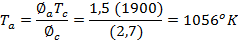 T_a = Ø_a T_c / Ø_c = 1,5 (1900) / (2,7) = 1056°K